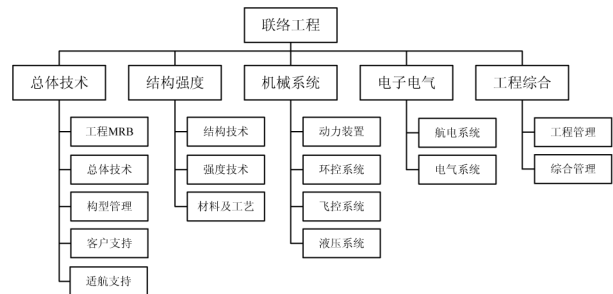 联络工程
总体技术
结构强度
机械系统
电子电气
工程综合
工程MRB
总体技术
构型管理
客户支持
适航支持
结构技术
强度技术
材料及工艺
动力装置
环控系统
飞控系统
液压系统
航电系统
电气系统
工程管理
综合管理